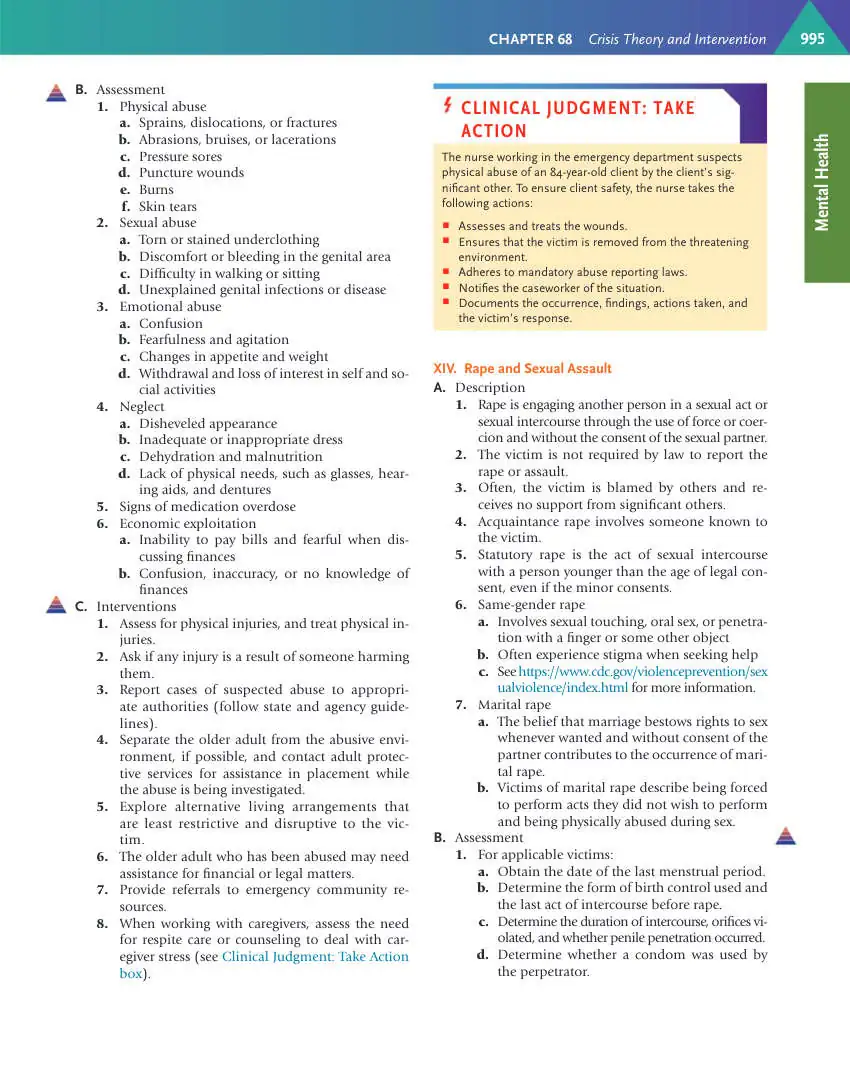 CHAPTER 68 Crisis Theory and Intervention 995
B. Assessment
1. Physical abuse
a. Sprains, dislocations, or fractures
b. Abrasions, bruises, or lacerations
c. Pressure sores
d. Puncture wounds
e. Burns
f. Skin tears
2. Sexual abuse
a. Torn or stained underclothing
b. Discomfort or bleeding in the genital area
c. Difficulty in walking or sitting
d. Unexplained genital infections or disease
3. Emotional abuse
a. Confusion
b. Fearfulness and agitation
c. Changes in appetite and weight
d. Withdrawal and loss of interest in self and so-
cial activities
4. Neglect
a. Disheveled appearance
b. Inadequate or inappropriate dress
c. Dehydration and malnutrition
d. Lack of physical needs, such as glasses, hear-
ing aids, and dentures
5. Signs of medication overdose
6. Economic exploitation
a. Inability to pay bills and fearful when dis-
cussing finances
b. Confusion, inaccuracy, or no knowledge of
finances
C. Interventions
1. Assess for physical injuries, and treat physical in-
juries.
2. Ask if any injury is a result of someone harming
them.
3. Report cases of suspected abuse to appropri-
ate authorities (follow state and agency guide-
lines).
4. Separate the older adult from the abusive envi-
ronment, if possible, and contact adult protec-
tive services for assistance in placement while
the abuse is being investigated.
5. Explore alternative living arrangements that
are least restrictive and disruptive to the vic-
tim.
6. The older adult who has been abused may need
assistance for financial or legal matters.
7. Provide referrals to emergency community re-
sources.
8. When working with caregivers, assess the need
for respite care or counseling to deal with car-
egiver stress (see Clinical Judgment: Take Action
box).
CLINICAL JUDGMENT: TAKE
ACTION
The nurse working in the emergency department suspects
physical abuse of an 84-year-old client by the client's sig-
nificant other. To ensure client safety, the nurse takes the
following actions:
▪ Assesses and treats the wounds.
▪ Ensures that the victim is removed from the threatening
environment.
▪ Adheres to mandatory abuse reporting laws.
▪ Notifies the caseworker of the situation.
▪ Documents the occurrence, findings, actions taken, and
the victim's response.
XIV. Rape and Sexual Assault
A. Description
1. Rape is engaging another person in a sexual act or
sexual intercourse through the use of force or coer-
cion and without the consent of the sexual partner.
2. The victim is not required by law to report the
rape or assault.
3. Often, the victim is blamed by others and re-
ceives no support from significant others.
4. Acquaintance rape involves someone known to
the victim.
5. Statutory rape is the act of sexual intercourse
with a person younger than the age of legal con-
sent, even if the minor consents.
6. Same-gender rape
a. Involves sexual touching, oral sex, or penetra-
tion with a finger or some other object
b. Often experience stigma when seeking help
c. See https://www.cdc.gov/violenceprevention/sex
ualviolence/index.html for more information.
7. Marital rape
a. The belief that marriage bestows rights to sex
whenever wanted and without consent of the
partner contributes to the occurrence of mari-
tal rape.
b. Victims of marital rape describe being forced
to perform acts they did not wish to perform
and being physically abused during sex.
B. Assessment
1. For applicable victims:
a. Obtain the date of the last menstrual period.
b. Determine the form of birth control used and
the last act of intercourse before rape.
c. Determine the duration of intercourse, orifices vi-
olated, and whether penile penetration occurred.
d. Determine whether a condom was used by
the perpetrator.
Mental Health